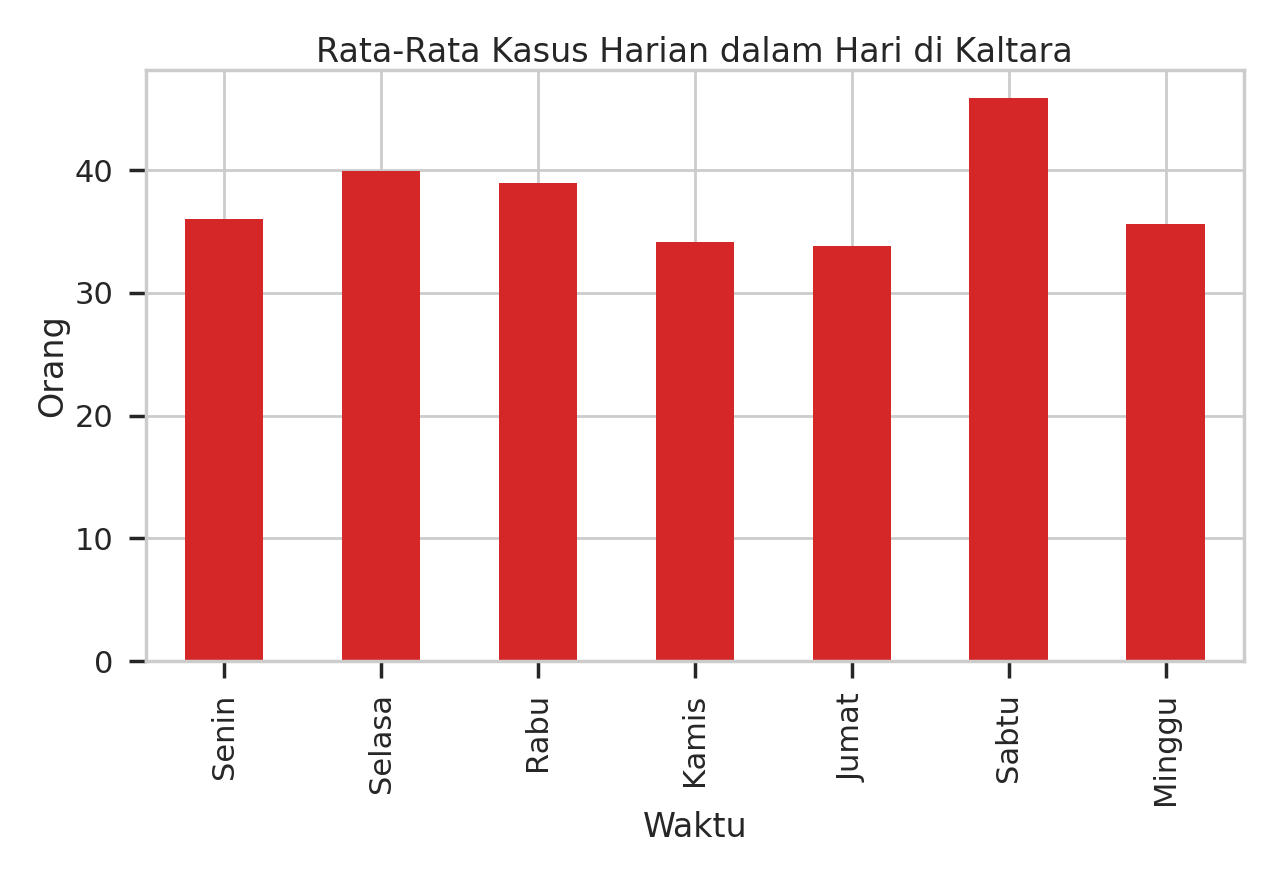 Rata-Rata Kasus Harian dalam Hari di Kaltara
40
30
20
10
0
Orang
Senin
Selasa
Rabu
Kamis
Jumat
Sabtu
Minggu
Waktu